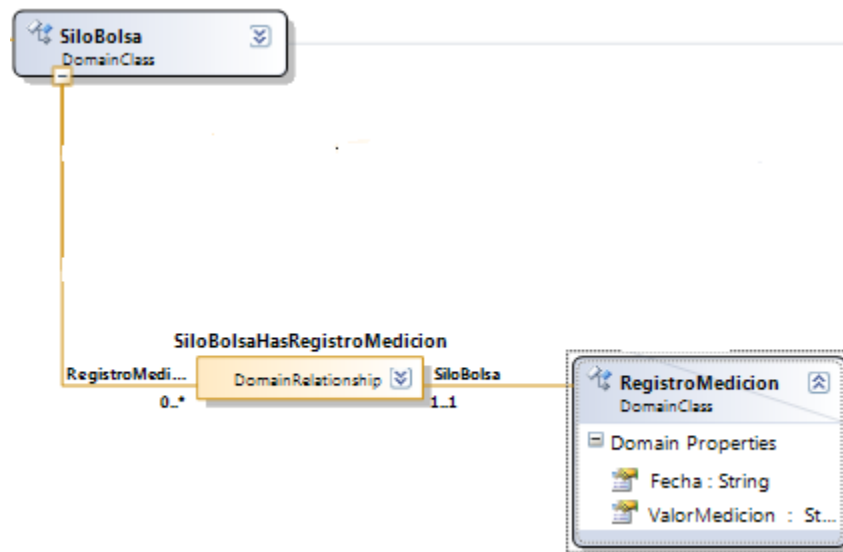 SiloBolsa
DomainClass
SiloBolsaHasRegistroMedicion
RegistroMedi...
DomainRelationship
SiloBolsa
0..*
1..1
RegistroMedicion
DomainClass
Domain Properties
Fecha : String
ValorMedicion : St...